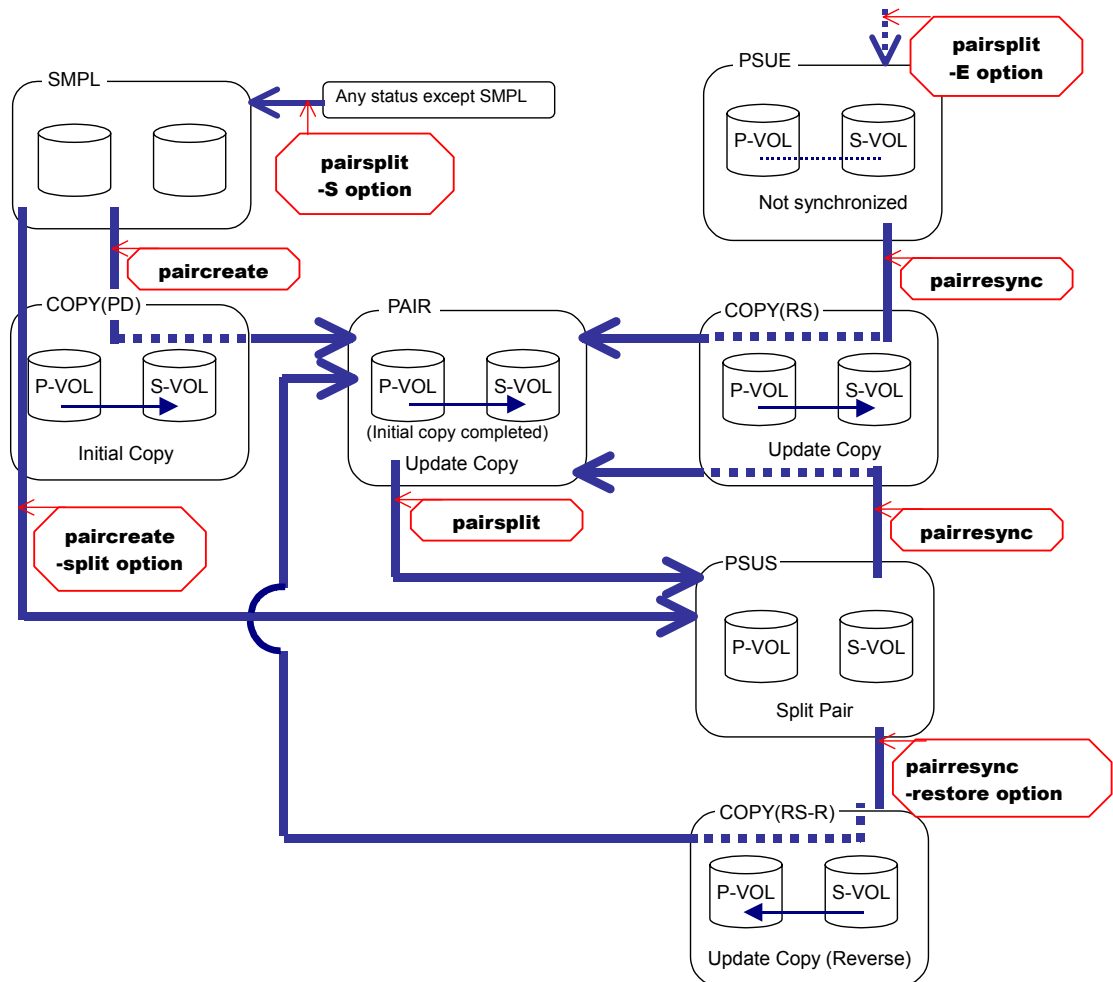 pairsplit
-E option
PSUE
P-VOL
S-VOL
Not synchronized
SMPL
Any status except SMPL
pairsplit
-S option
paircreate
pairresync
COPY(PD)
P-VOL
S-VOL
Initial Copy
PAIR
P-VOL
S-VOL
(Initial copy completed)
Update Copy
COPY(RS)
P-VOL
S-VOL
Update Copy
paircreate
-split option
pairsplit
pairresync
PSUS
P-VOL
S-VOL
Split Pair
pairresync
-restore option
COPY(RS-R)
P-VOL
S-VOL
Update Copy (Reverse)